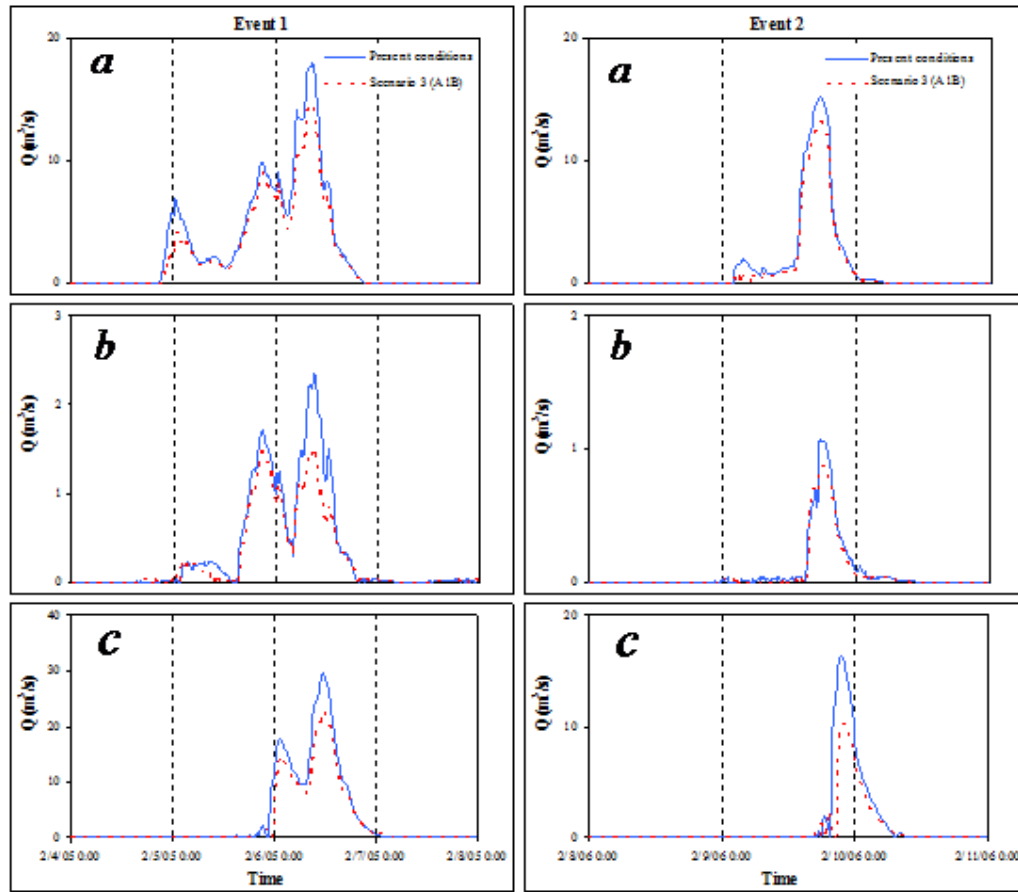 Event 1
a
Present conditions
Scenario 3 (A1B)
Q (m³/s)
20
10
0
Event 2
a
Present conditions
Scenario 3 (A1B)
Q (m³/s)
20
10
0
b
Q (m³/s)
3
2
1
0
b
Q (m³/s)
2
1
0
c
Q (m³/s)
40
30
20
10
0
2/4/05 0:00
2/5/05 0:00
2/6/05 0:00
2/7/05 0:00
2/8/05 0:00
Time
c
Q (m³/s)
20
10
0
2/8/06 0:00
2/9/06 0:00
2/10/06 0:00
2/11/06 0:00
Time